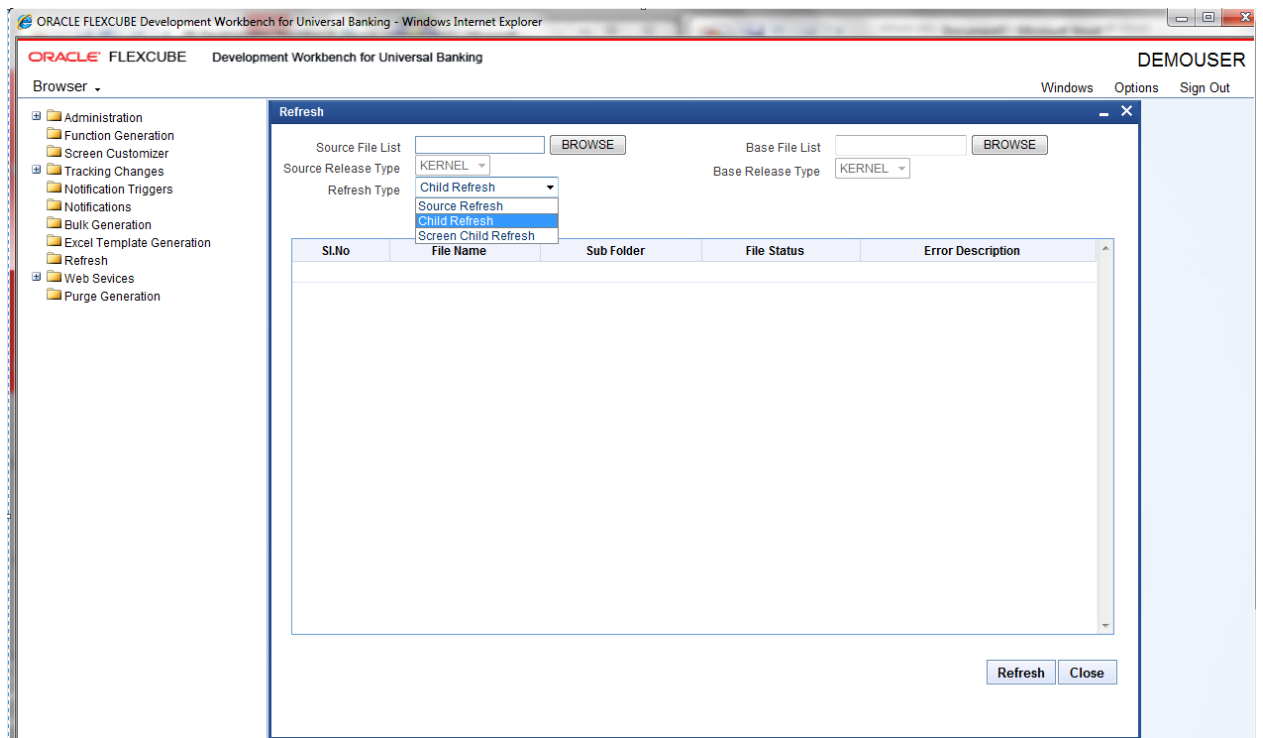 ORACLE FLEXCUBE Development Workbench for Universal Banking - Windows Internet Explorer
ORACLE FLEXCUBE Development Workbench for Universal Banking
DEMOUSER
Browser
Windows Options Sign Out
Administration
Function Generation
Screen Customizer
Tracking Changes
Notification Triggers
Notifications
Bulk Generation
Excel Template Generation
Refresh
Web Sevices
Purge Generation
Refresh
Source File List BROWSE Base File List BROWSE
Source Release Type KERNEL Base Release Type KERNEL
Refresh Type Child Refresh
Source Refresh
Child Refresh
Screen Child Refresh
Sl.No File Name Sub Folder File Status Error Description
Refresh Close